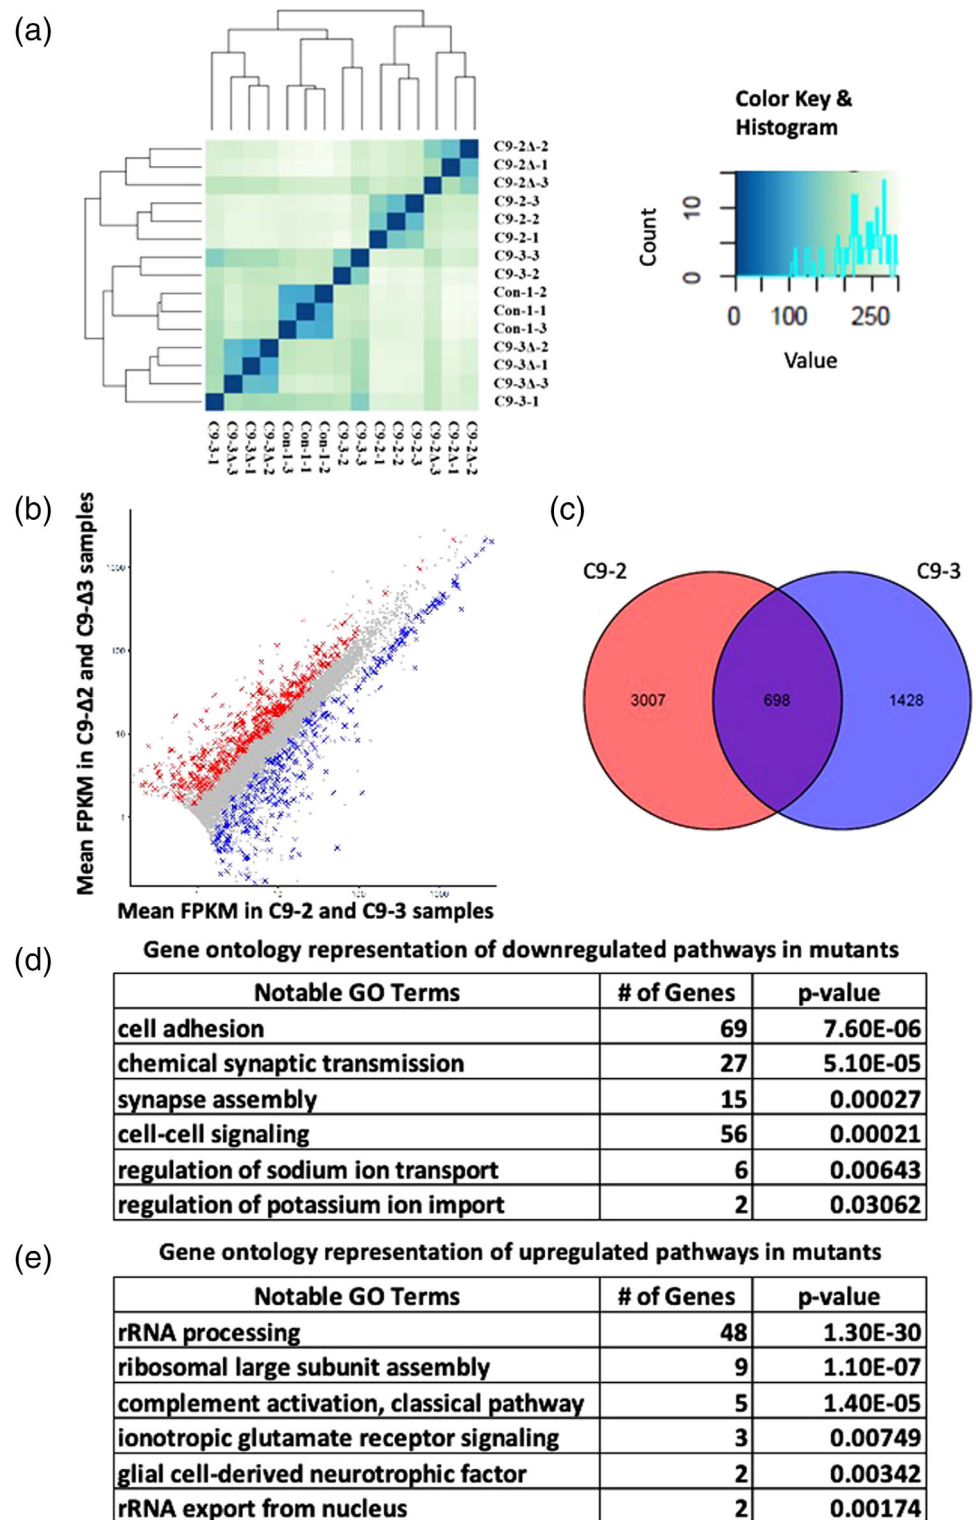 (a)
Color Key &
Histogram
C9-2Δ-2
C9-2Δ-1
C9-2Δ-3
C9-2-3
C9-2-2
C9-2-1
C9-3-3
C9-3-2
Con-1-2
Con-1-1
Con-1-3
C9-3Δ-2
C9-3Δ-1
C9-3Δ-3
C9-3-1
C9-3-1
C9-3Δ-3
C9-3Δ-1
C9-3Δ-2
Con-1-3
Con-1-1
Con-1-2
C9-3-2
C9-3-3
C9-2-1
C9-2-2
C9-2-3
C9-2Δ-3
C9-2Δ-1
C9-2Δ-2
Count
0 10
0 100 250
Value
(b)
Mean FPKM in C9-Δ2 and C9-Δ3 samples
100
10
1
Mean FPKM in C9-2 and C9-3 samples
(c)
C9-2 C9-3
3007 698 1428
(d)
Gene ontology representation of downregulated pathways in mutants
Notable GO Terms # of Genes p-value
cell adhesion 69 7.60E-06
chemical synaptic transmission 27 5.10E-05
synapse assembly 15 0.00027
cell-cell signaling 56 0.00021
regulation of sodium ion transport 6 0.00643
regulation of potassium ion import 2 0.03062
(e)
Gene ontology representation of upregulated pathways in mutants
Notable GO Terms # of Genes p-value
rRNA processing 48 1.30E-30
ribosomal large subunit assembly 9 1.10E-07
complement activation, classical pathway 5 1.40E-05
ionotropic glutamate receptor signaling 3 0.00749
glial cell-derived neurotrophic factor 2 0.00342
rRNA export from nucleus 2 0.00174